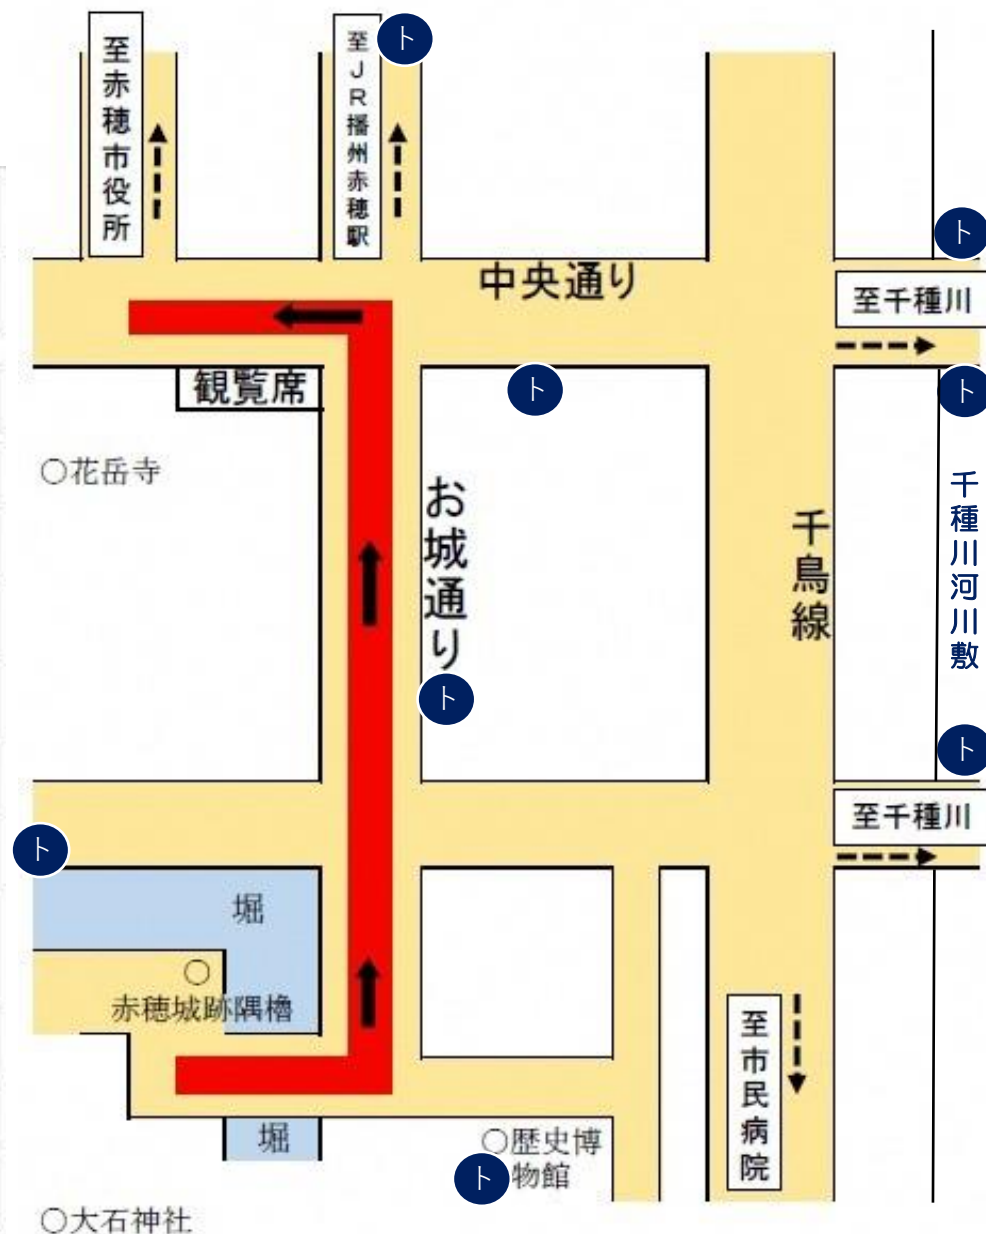 至赤穂市役所
至JR播州赤穂駅
ト
ト
中央通り
至千種川
観覧席
ト
ト
○花岳寺
お城通り
千鳥線
千種川河川敷
ト
ト
至千種川
ト
堀
○
赤穂城跡隅櫓
至市民病院
堀
○歴史博
物館
ト
○大石神社